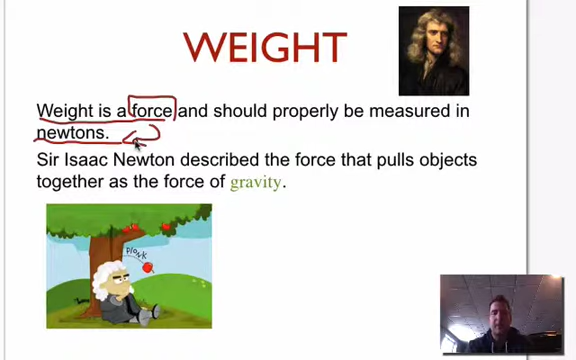 WEIGHT
Weight is a force and should properly be measured in
newtons.
Sir Isaac Newton described the force that pulls objects
together as the force of gravity.
PLONK